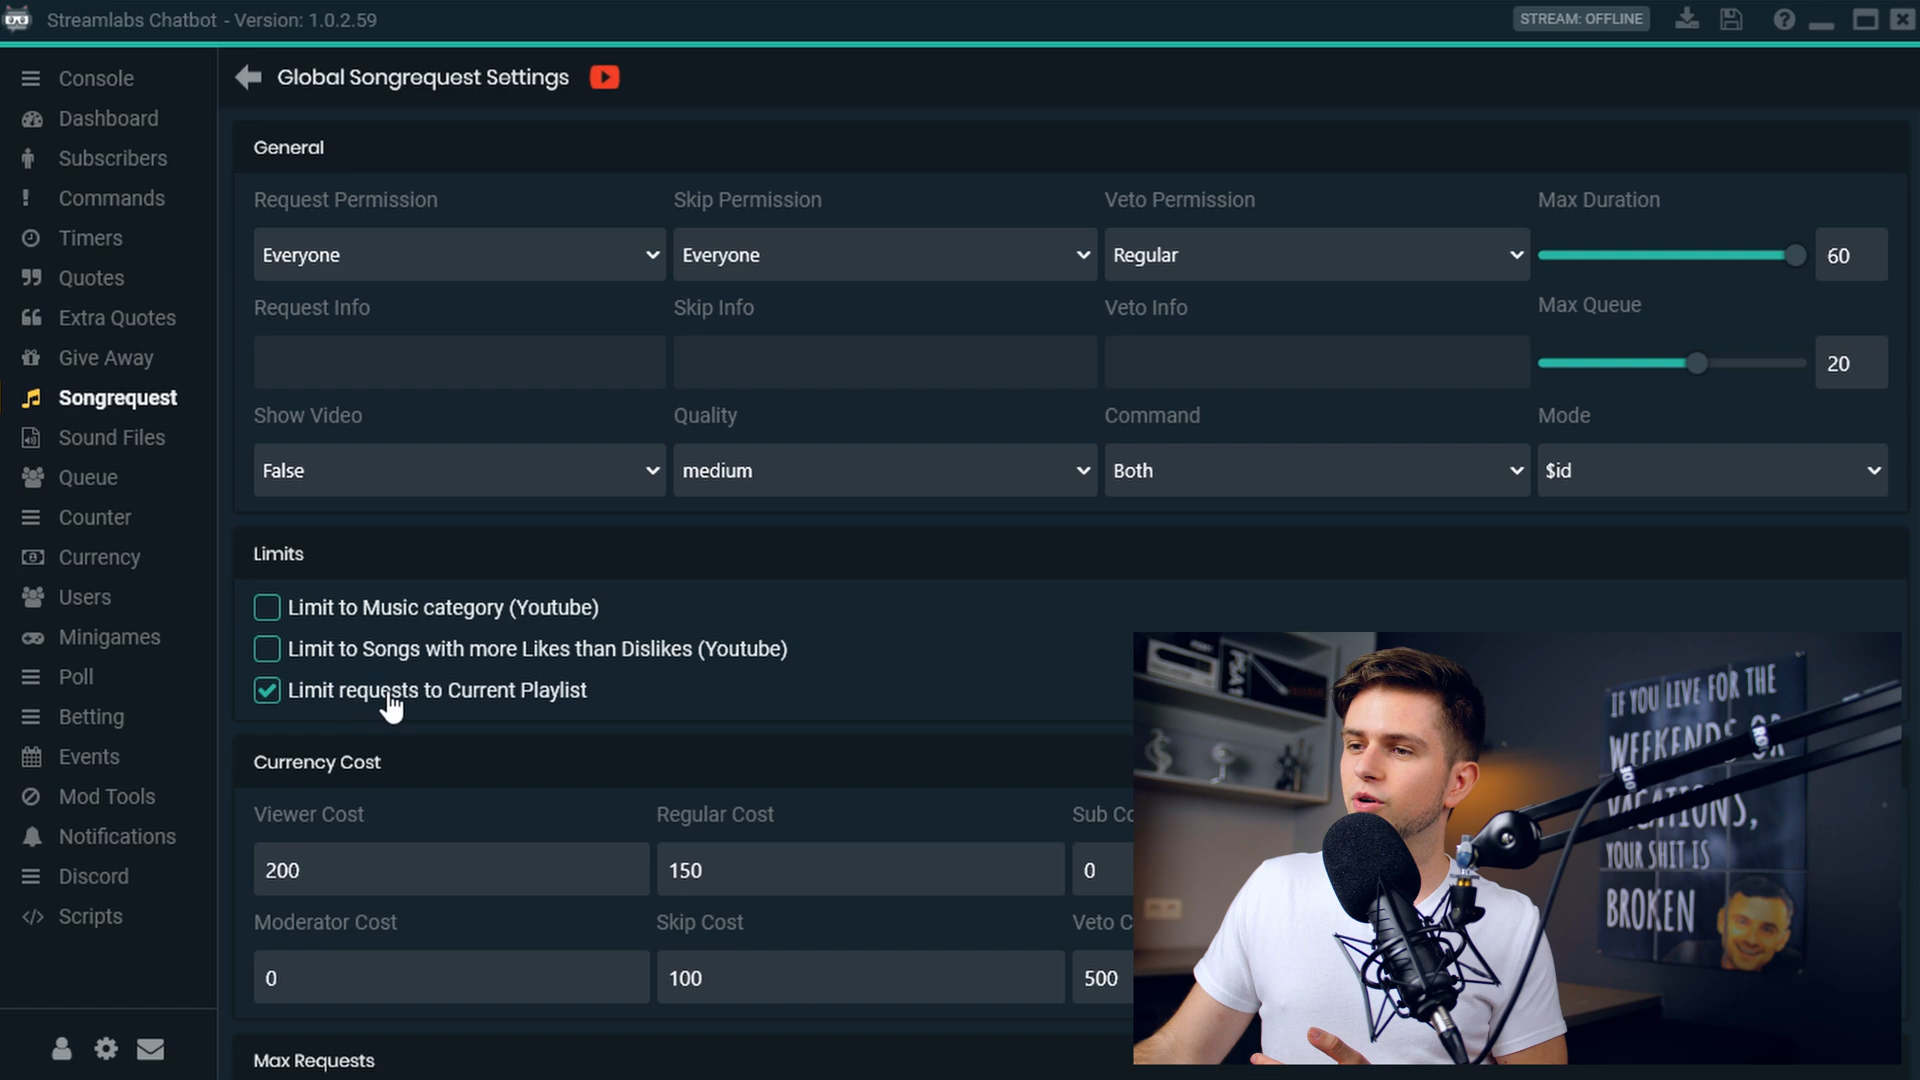 Streamlabs Chatbot - Version: 1.0.2.59
STREAM: OFFLINE
Console
Dashboard
Subscribers
Commands
Timers
Quotes
Extra Quotes
Give Away
Songrequest
Sound Files
Queue
Counter
Currency
Users
Minigames
Poll
Betting
Events
Mod Tools
Notifications
Discord
Scripts
Global Songrequest Settings
General
Request Permission Skip Permission Veto Permission Max Duration
Everyone Everyone Regular 60
Request Info Skip Info Veto Info Max Queue
20
Show Video Quality Command Mode
False medium Both $id
Limits
Limit to Music category (Youtube)
Limit to Songs with more Likes than Dislikes (Youtube)
Limit requests to Current Playlist
Currency Cost
Viewer Cost Regular Cost Sub Co
200 150 0
Moderator Cost Skip Cost Veto C
0 100 500
Max Requests
IF YOU LIVE FOR THE
WEEKENDS OR
VACATIONS,
YOUR SHIT IS
BROKEN